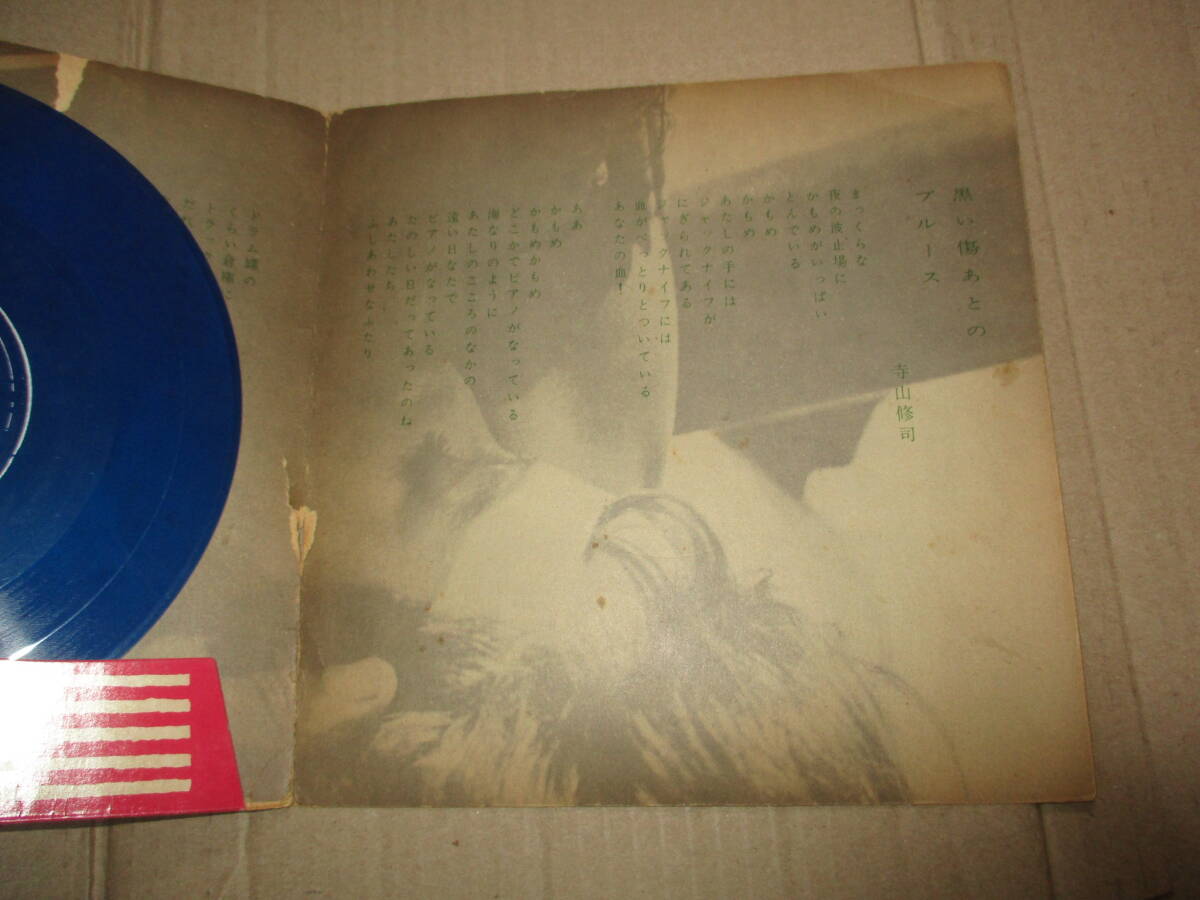 黒い傷あとの
ブルース
寺山修司
まっくらな
夜の波止場に
かもめがいっぱい
とんでいる
かもめ
かもめ
あたしの手には
ジャックナイフが
にぎられてある
ジャックナイフには
血がべっとりとついている
あなたの血!
ああ
かもめ
かもめかもめ
どこかでピアノがなっている
海なりのように
あたしのこころのなかの
遠い日なたで
ピアノがなっている
たのしい日だってあったのね
あたしたち、
ふしあわせなふたり
ドラム罐の
くらい倉庫
トラッ
だれ